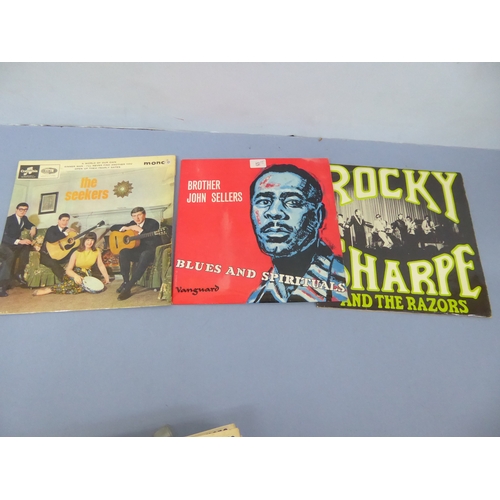 mono
the
seekers
BROTHER
JOHN SELLERS
BLUES AND SPIRITUALS
Vanguard
ROCKY
SHARPE
AND THE RAZORS